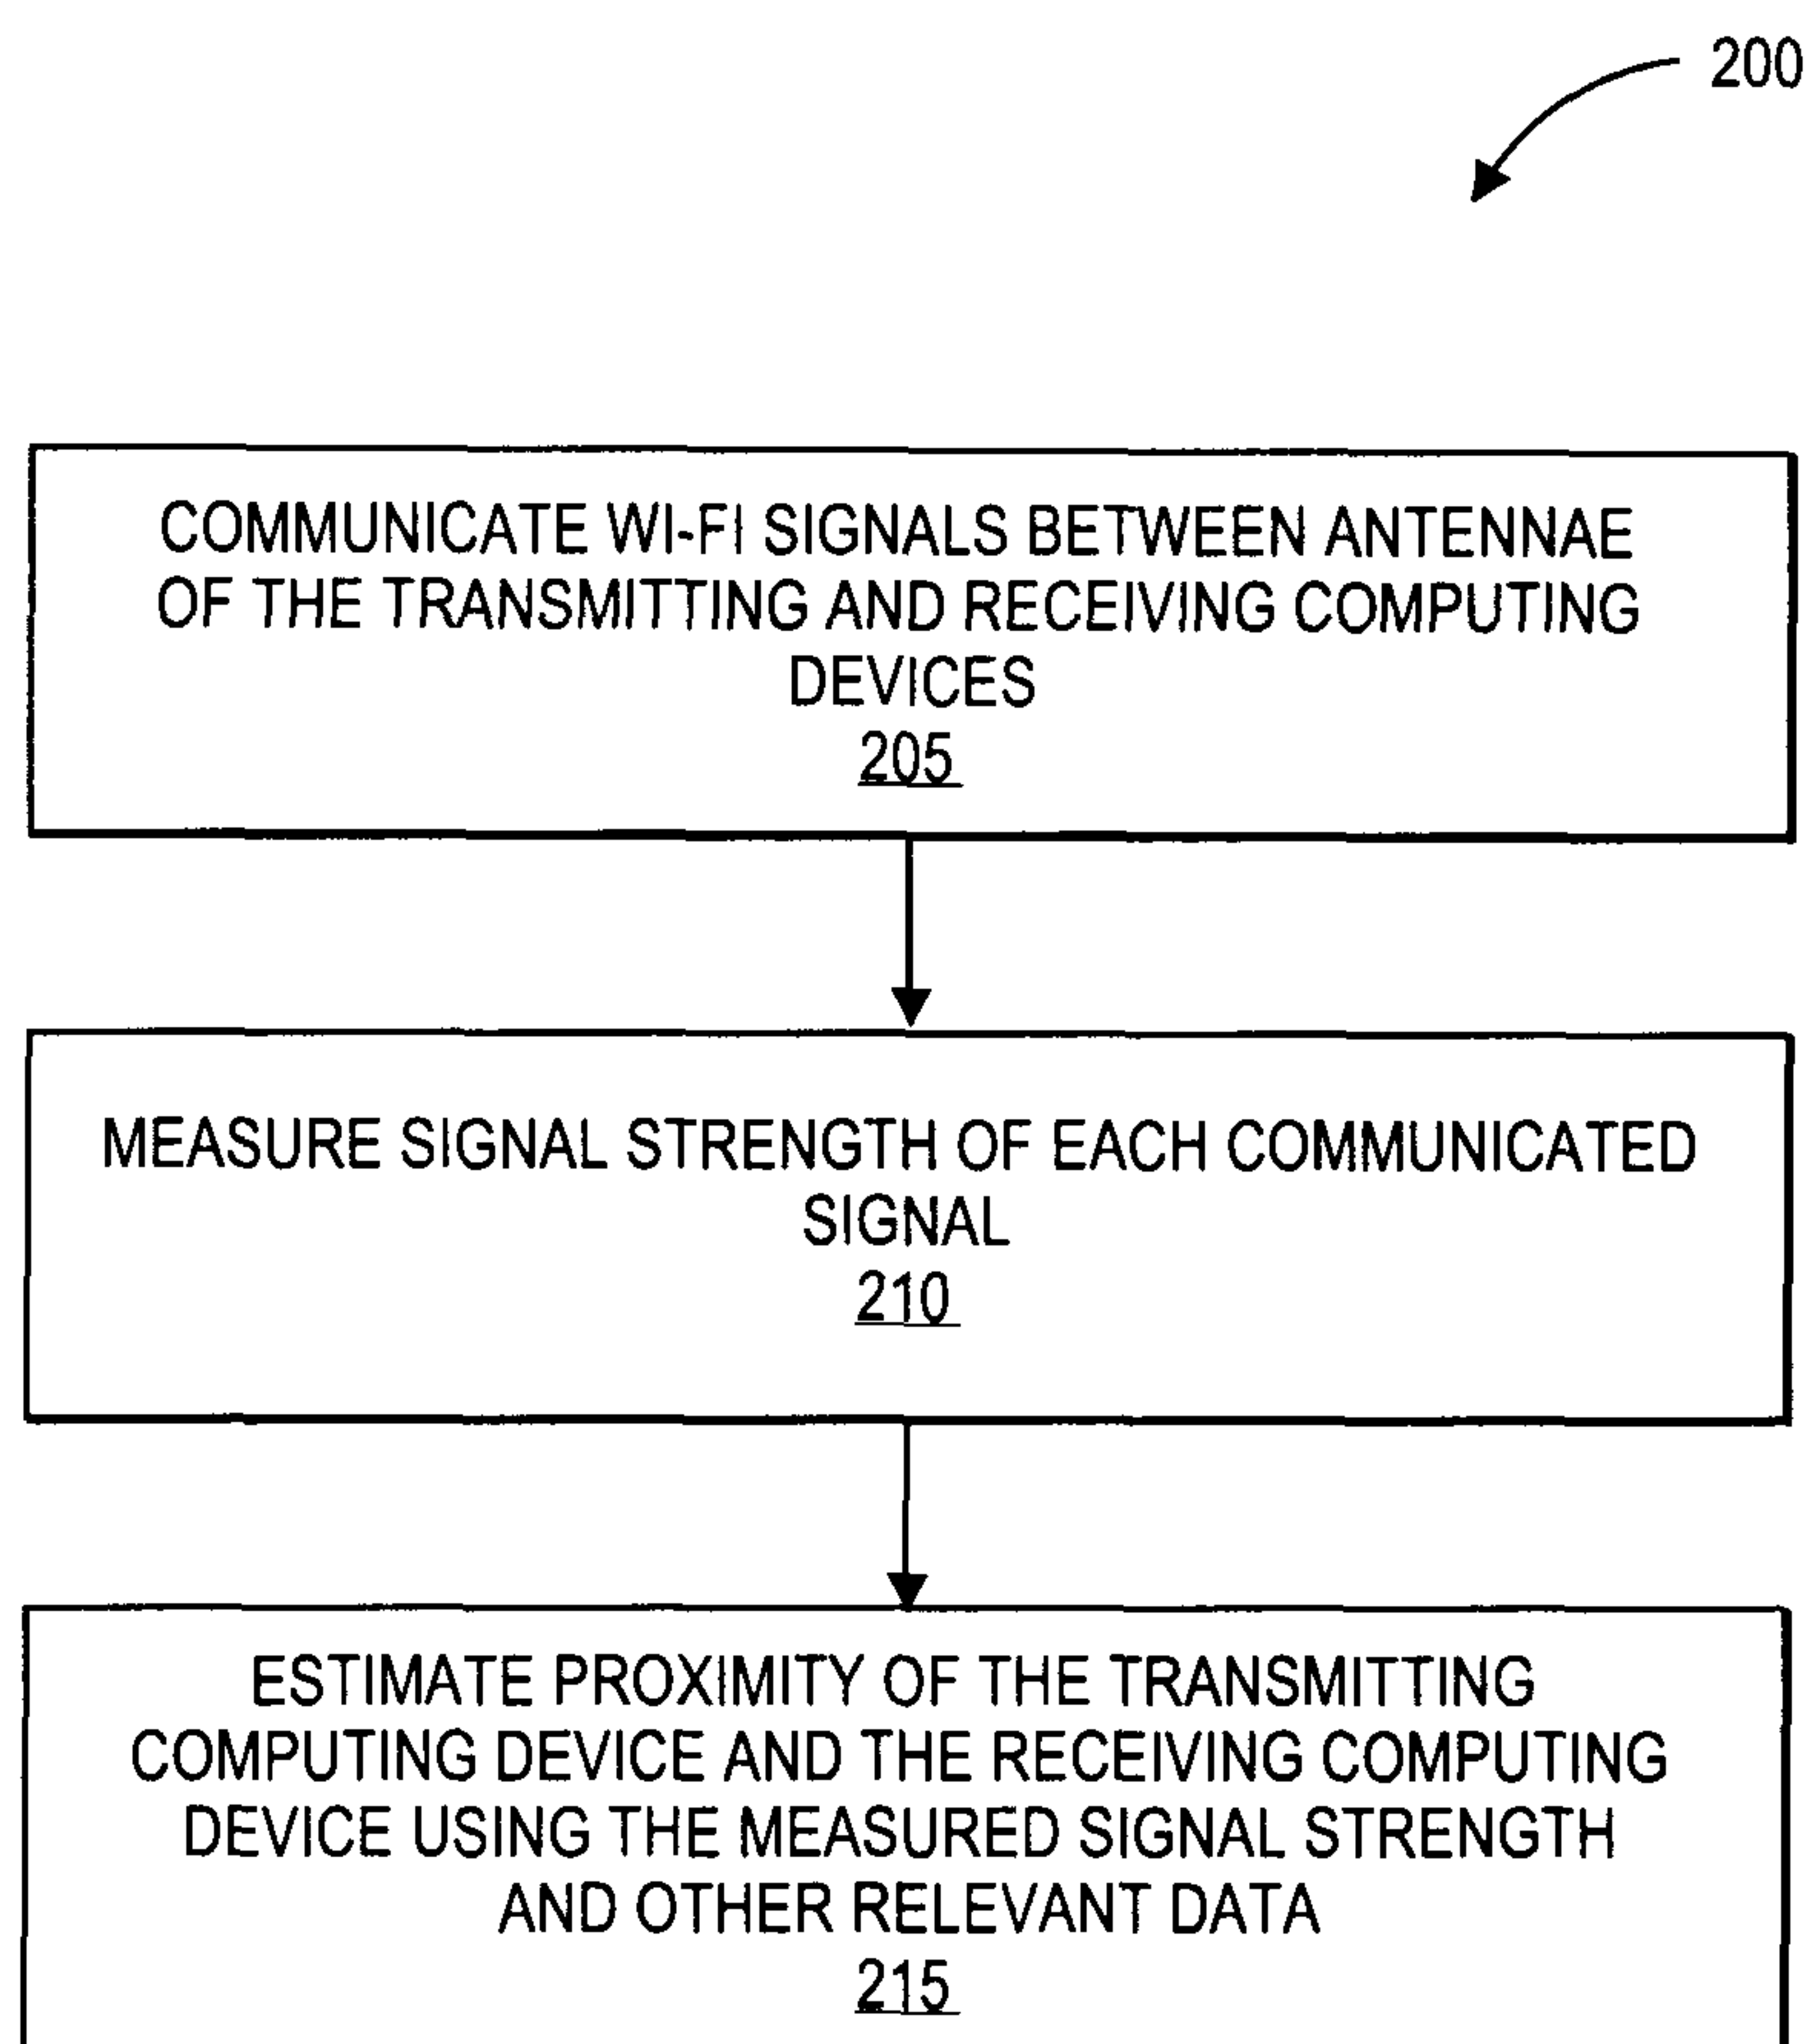 200
COMMUNICATE WI-FI SIGNALS BETWEEN ANTENNAE
OF THE TRANSMITTING AND RECEIVING COMPUTING
DEVICES
205
MEASURE SIGNAL STRENGTH OF EACH COMMUNICATED
SIGNAL
210
ESTIMATE PROXIMITY OF THE TRANSMITTING
COMPUTING DEVICE AND THE RECEIVING COMPUTING
DEVICE USING THE MEASURED SIGNAL STRENGTH
AND OTHER RELEVANT DATA
215